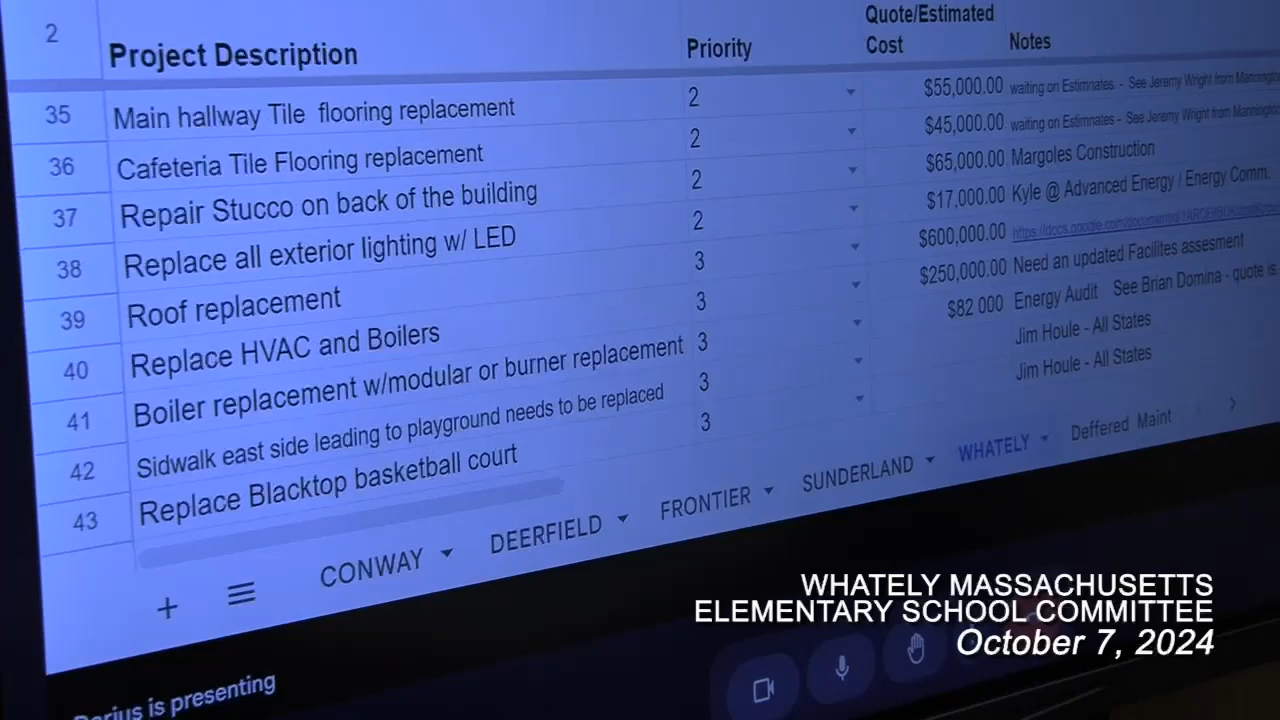 2 Project Description Priority Quote/Estimated Cost Notes
35 Main hallway Tile flooring replacement 2 $55,000.00 waiting on Estimnates - See Jeremy Wright from
36 Cafeteria Tile Flooring replacement 2 $45,000.00 waiting on Estimnates - See Jeremy Wright from
37 Repair Stucco on back of the building 2 $65,000.00 Margoles Construction
38 Replace all exterior lighting w/ LED 2 $17,000.00 Kyle @ Advanced Energy / Energy Comm.
39 Roof replacement 3 $600,000.00
40 Replace HVAC and Boilers 3 $250,000.00 Need an updated Facilites assesment
41 Boiler replacement w/modular or burner replacement 3 $82 000 Energy Audit See Brian Domina - quote is
42 Sidwalk east side leading to playground needs to be replaced 3 Jim Houle - All States
43 Replace Blacktop basketball court 3 Jim Houle - All States
+ CONWAY DEERFIELD FRONTIER SUNDERLAND WHATELY Deffered Maint
is presenting
WHATELY MASSACHUSETTS
ELEMENTARY SCHOOL COMMITTEE
October 7, 2024